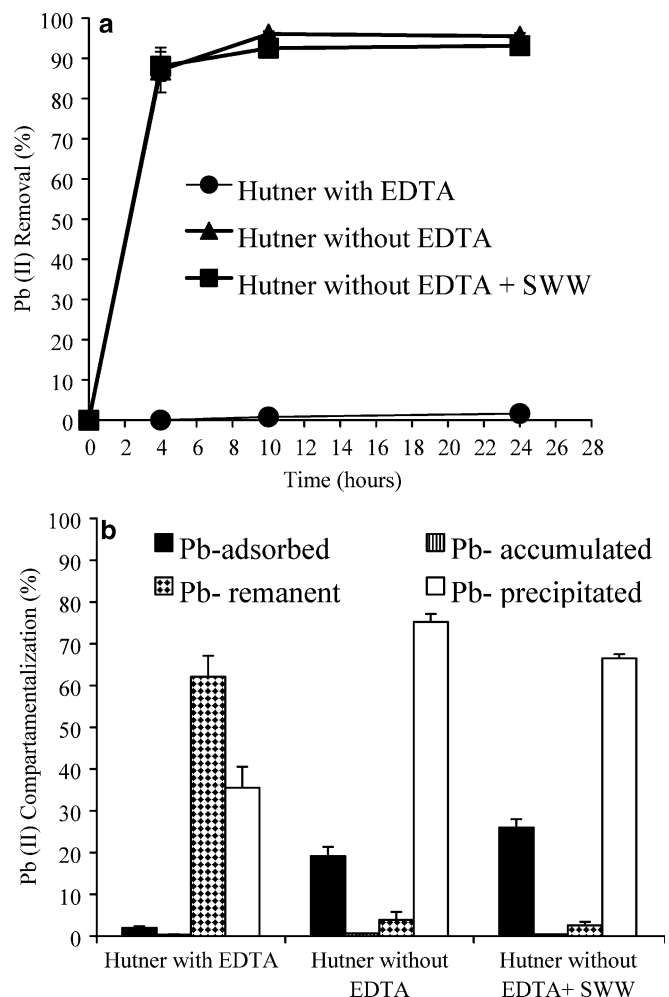 a
100
90
80
70
60
50
40
30
20
10
0
Pb (II) Removal (%)
Hutner with EDTA
Hutner without EDTA
Hutner without EDTA + SWW
0 2 4 6 8 10 12 14 16 18 20 22 24 26 28
Time (hours)
b
100
90
80
70
60
50
40
30
20
10
0
Pb (II) Compartamentalization (%)
Pb-adsorbed
Pb- accumulated
Pb- remanent
Pb- precipitated
Hutner with EDTA
Hutner without
EDTA
Hutner without
EDTA+ SWW